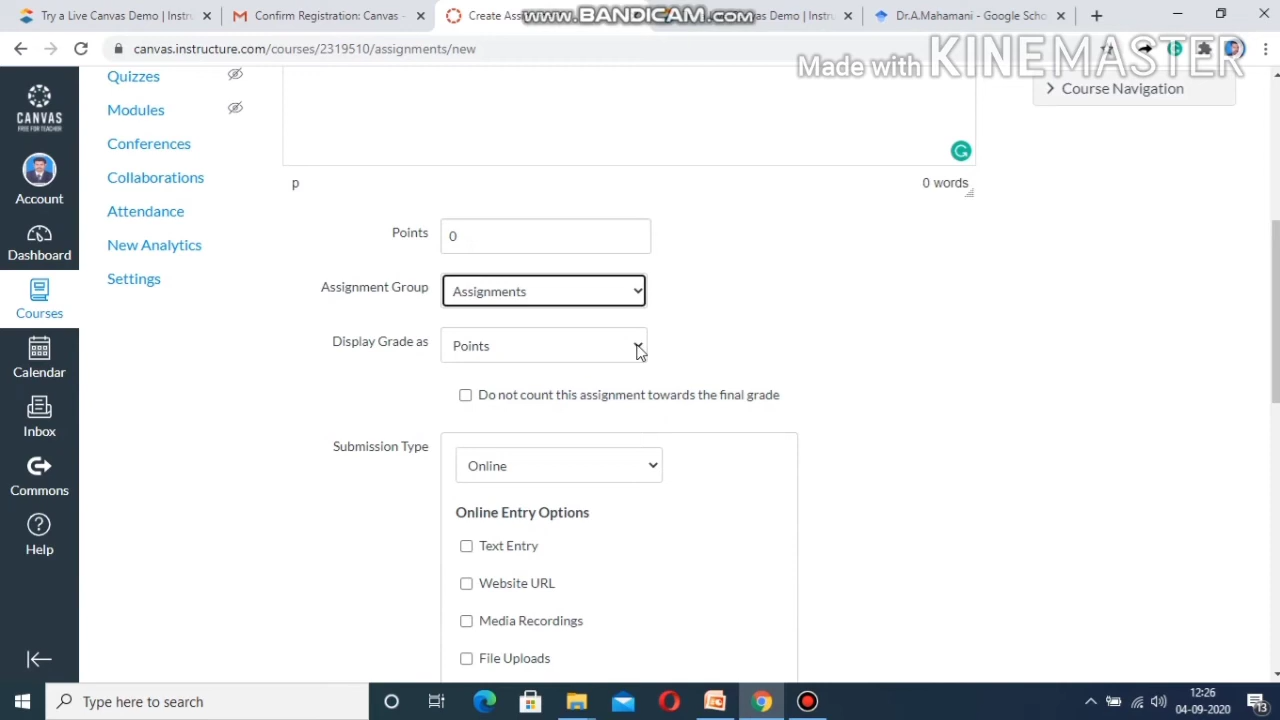 Try a Live Canvas Demo | Instru
Confirm Registration: Canvas -
Create Ass
www.BANDICAM.com
vas Demo | Instru
Dr.A.Mahamani - Google Scho
canvas.instructure.com/courses/2319510/assignments/new
Made with KINEMASTER
CANVAS
FREE FOR TEACHER
Account
Dashboard
Courses
Calendar
Inbox
Commons
Help
Quizzes
Modules
Conferences
Collaborations
Attendance
New Analytics
Settings
Course Navigation
p
0 words
Points
0
Assignment Group
Assignments
Display Grade as
Points
Do not count this assignment towards the final grade
Submission Type
Online
Online Entry Options
Text Entry
Website URL
Media Recordings
File Uploads
Type here to search
12:26
04-09-2020
13